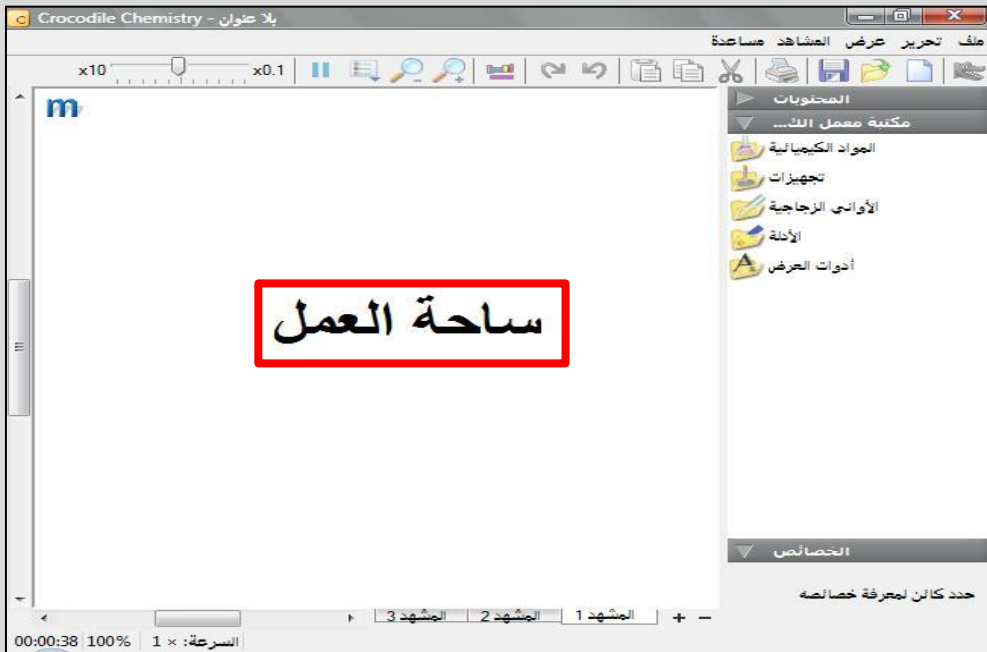 بلا عنوان - Crocodile Chemistry
ملف تحرير عرض المشاهد مساعدة
x10 x0.1
m
المحتويات
مكتبة معمل الك...
المواد الكيميائية
تجهيزات
الأواني الزجاجية
الأدلة
أدوات العرض
ساحة العمل
الخصائص
حدد كائن لمعرفة خصائصه
المشهد 1 المشهد 2 المشهد 3
السرعة: × 1 100% 00:00:38